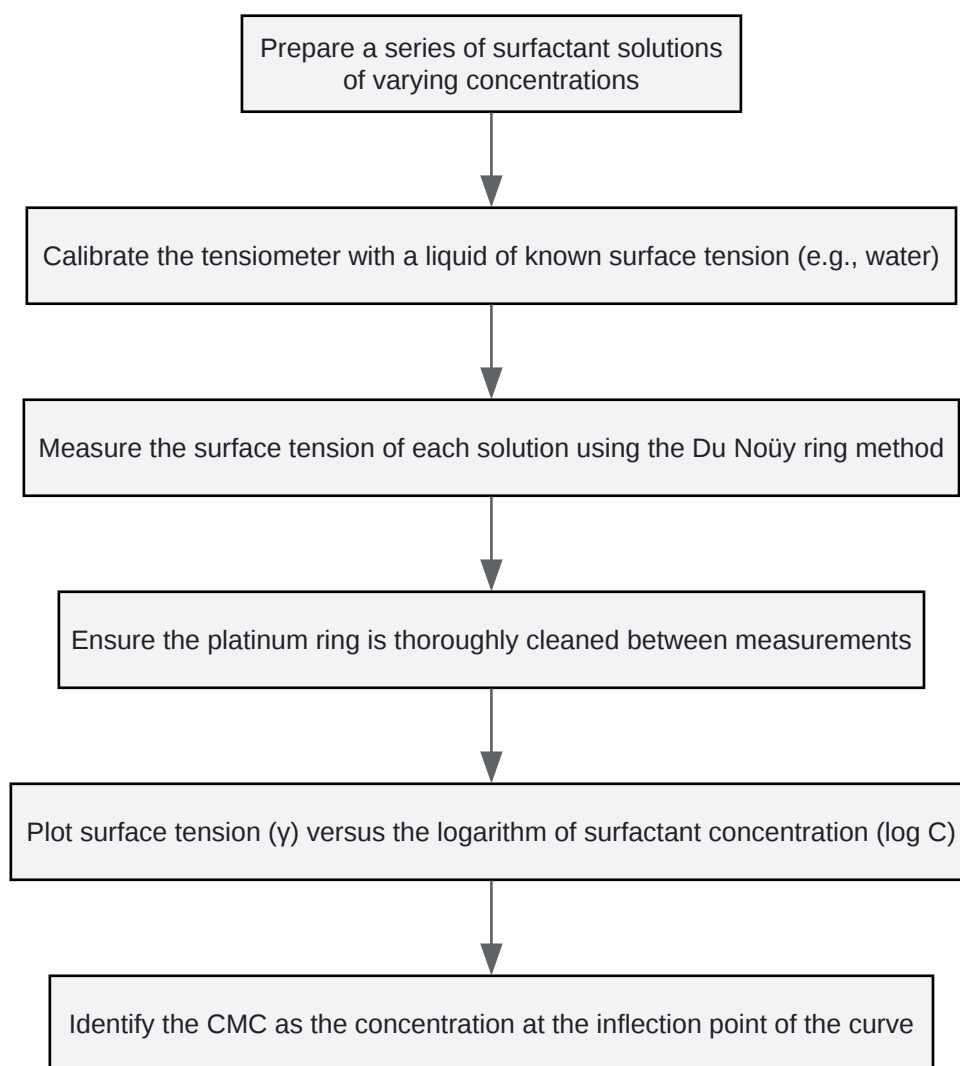 Prepare a series of surfactant solutions
of varying concentrations
Calibrate the tensiometer with a liquid of known surface tension (e.g., water)
Measure the surface tension of each solution using the Du Noüy ring method
Ensure the platinum ring is thoroughly cleaned between measurements
Plot surface tension (γ) versus the logarithm of surfactant concentration (log C)
Identify the CMC as the concentration at the inflection point of the curve